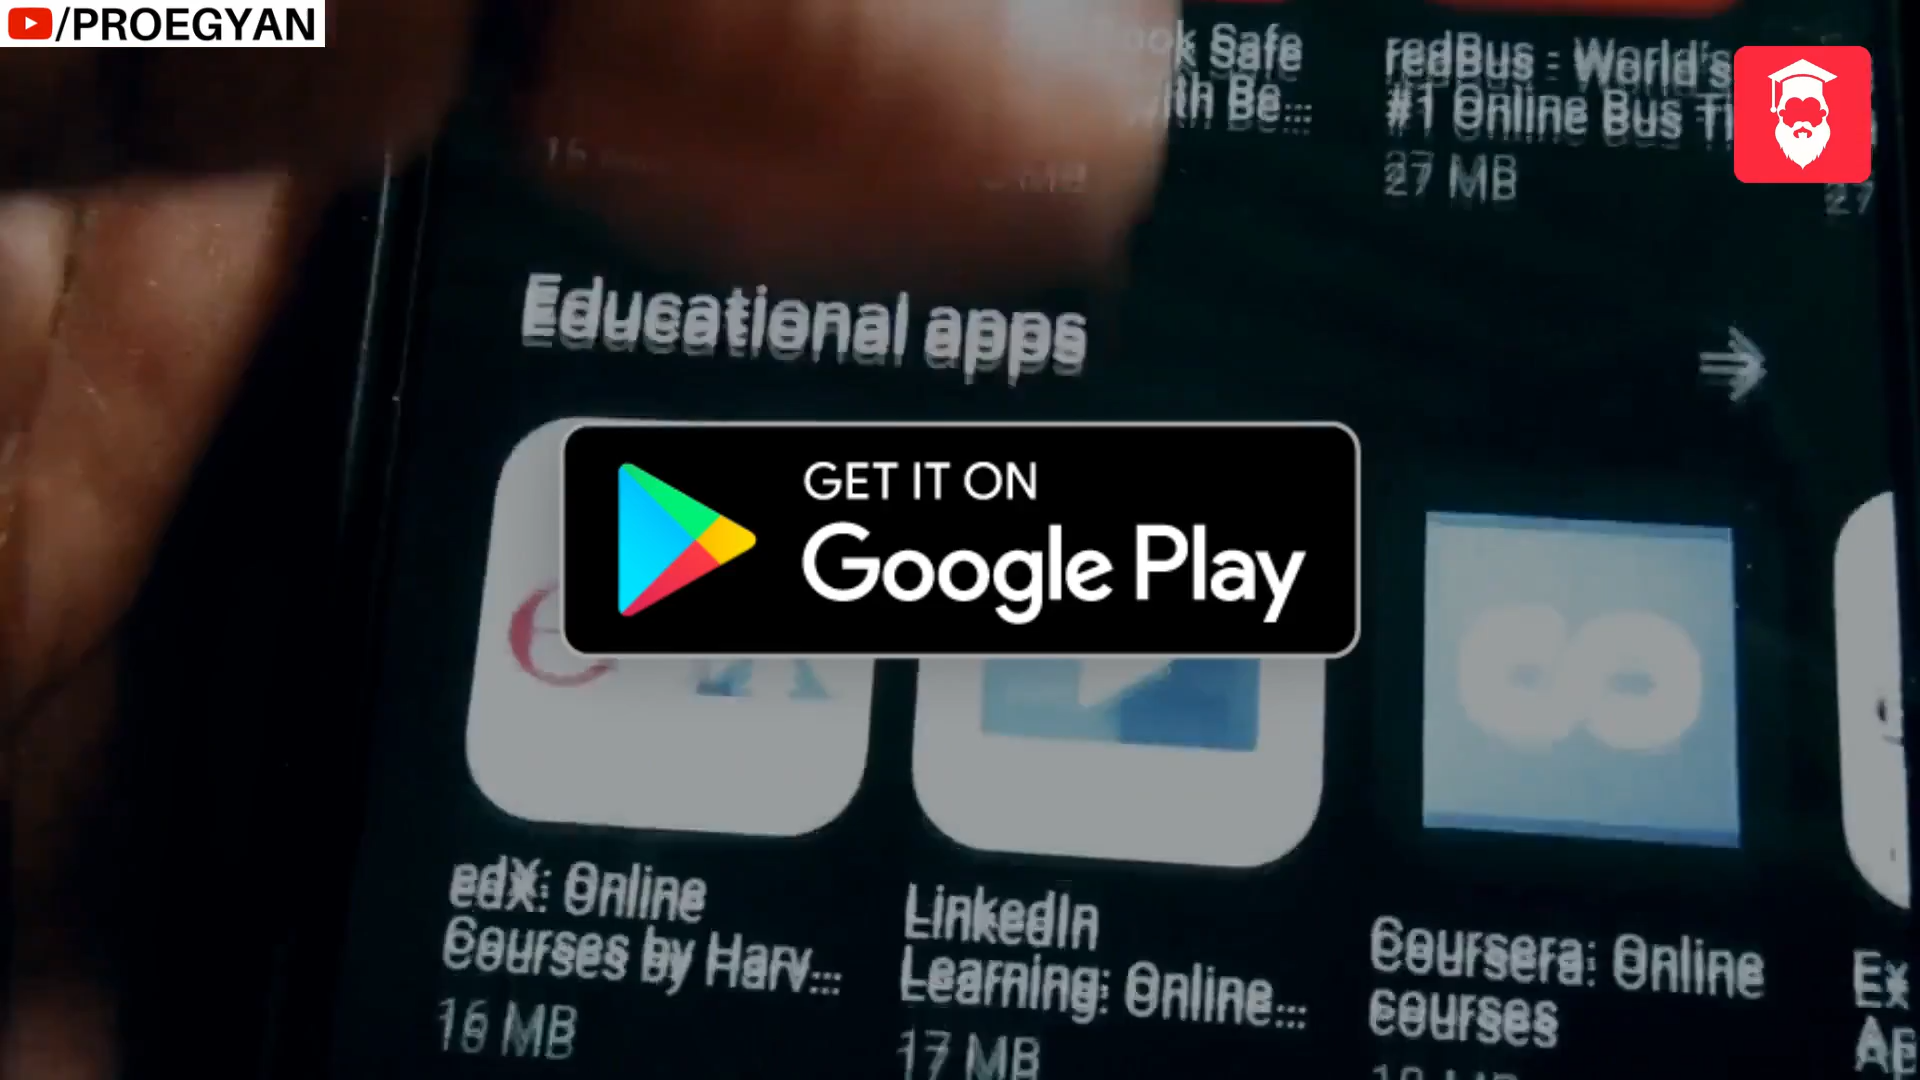 /PROEGYAN
Safe
redBus - World's
#1 Online Bus
27 MB
Educational apps
GET IT ON
Google Play
edX: Online
Courses by Harv...
16 MB
LinkedIn
Learning: Online...
17 MB
Coursera: Online
courses